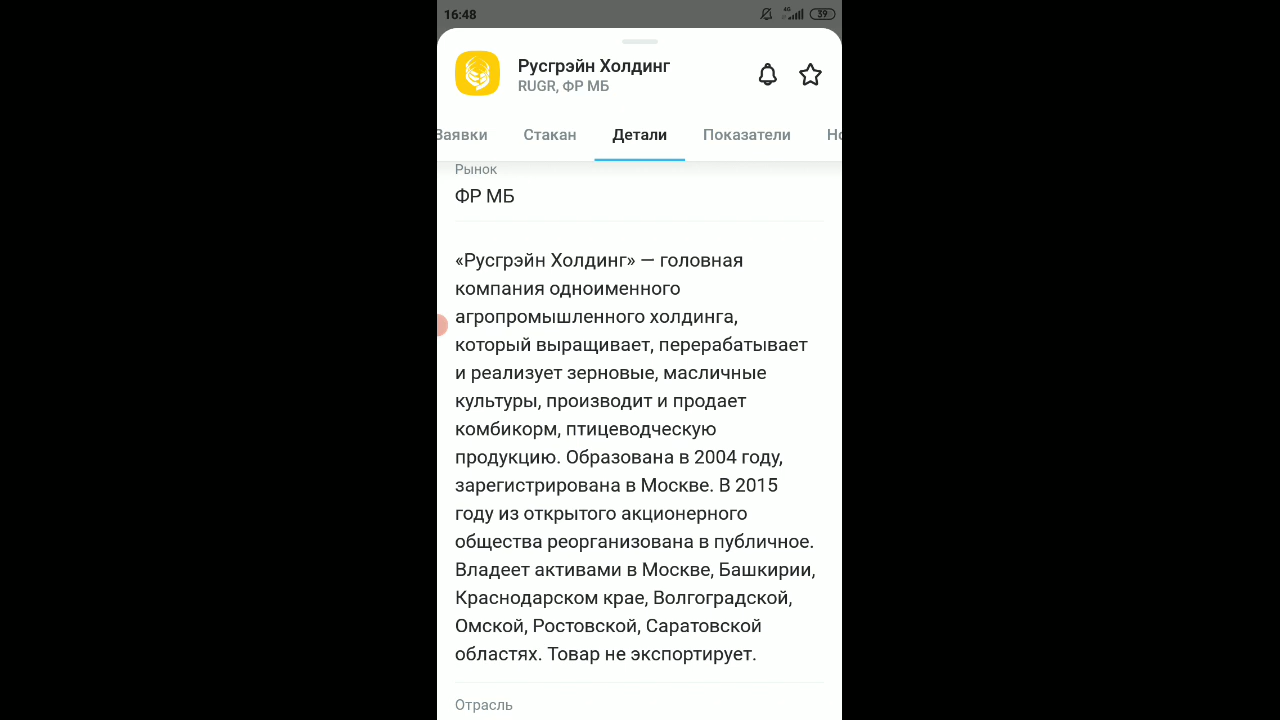 16:48
4G
39
Русгрэйн Холдинг
RUGR, ФР МБ
Заявки Стакан Детали Показатели Но
Рынок
ФР МБ
«Русгрэйн Холдинг» — головная
компания одноименного
агропромышленного холдинга,
который выращивает, перерабатывает
и реализует зерновые, масличные
культуры, производит и продает
комбикорм, птицеводческую
продукцию. Образована в 2004 году,
зарегистрирована в Москве. В 2015
году из открытого акционерного
общества реорганизована в публичное.
Владеет активами в Москве, Башкирии,
Краснодарском крае, Волгоградской,
Омской, Ростовской, Саратовской
областях. Товар не экспортирует.
Отрасль